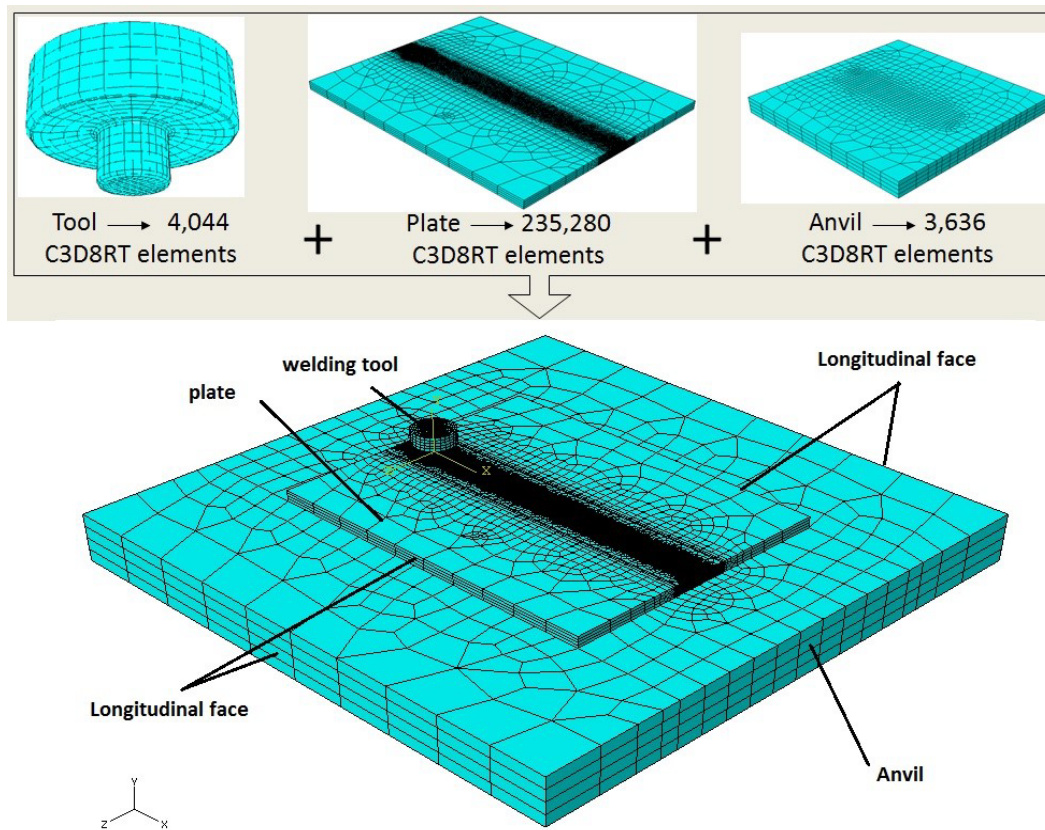 Tool → 4,044
C3D8RT elements
+
Plate → 235,280
C3D8RT elements
+
Anvil → 3,636
C3D8RT elements
welding tool
Longitudinal face
plate
X
Longitudinal face
Anvil
Y
Z
X